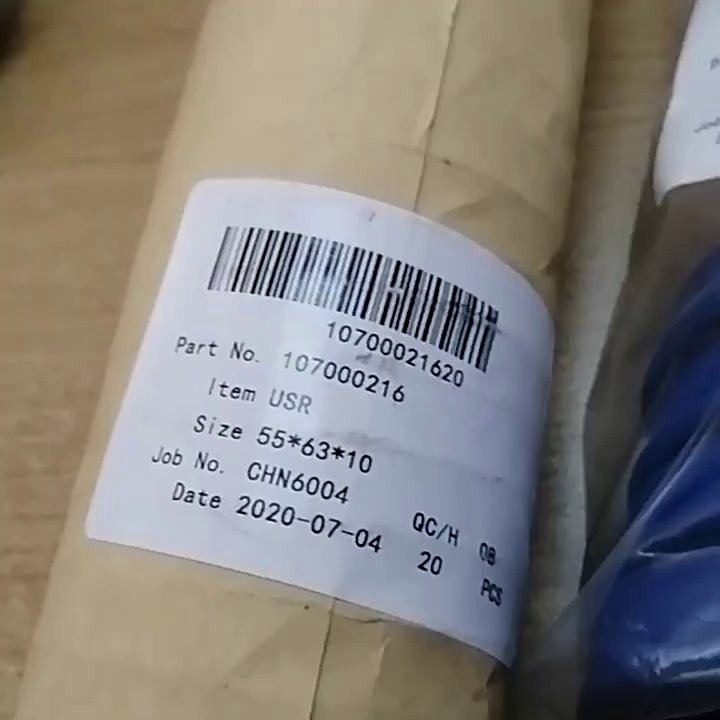 10700021620
Part No. 107000216
Item USR
Size 55*63*10
Job No. CHN6004 QC/H 08
Date 2020-07-04 20 PCS